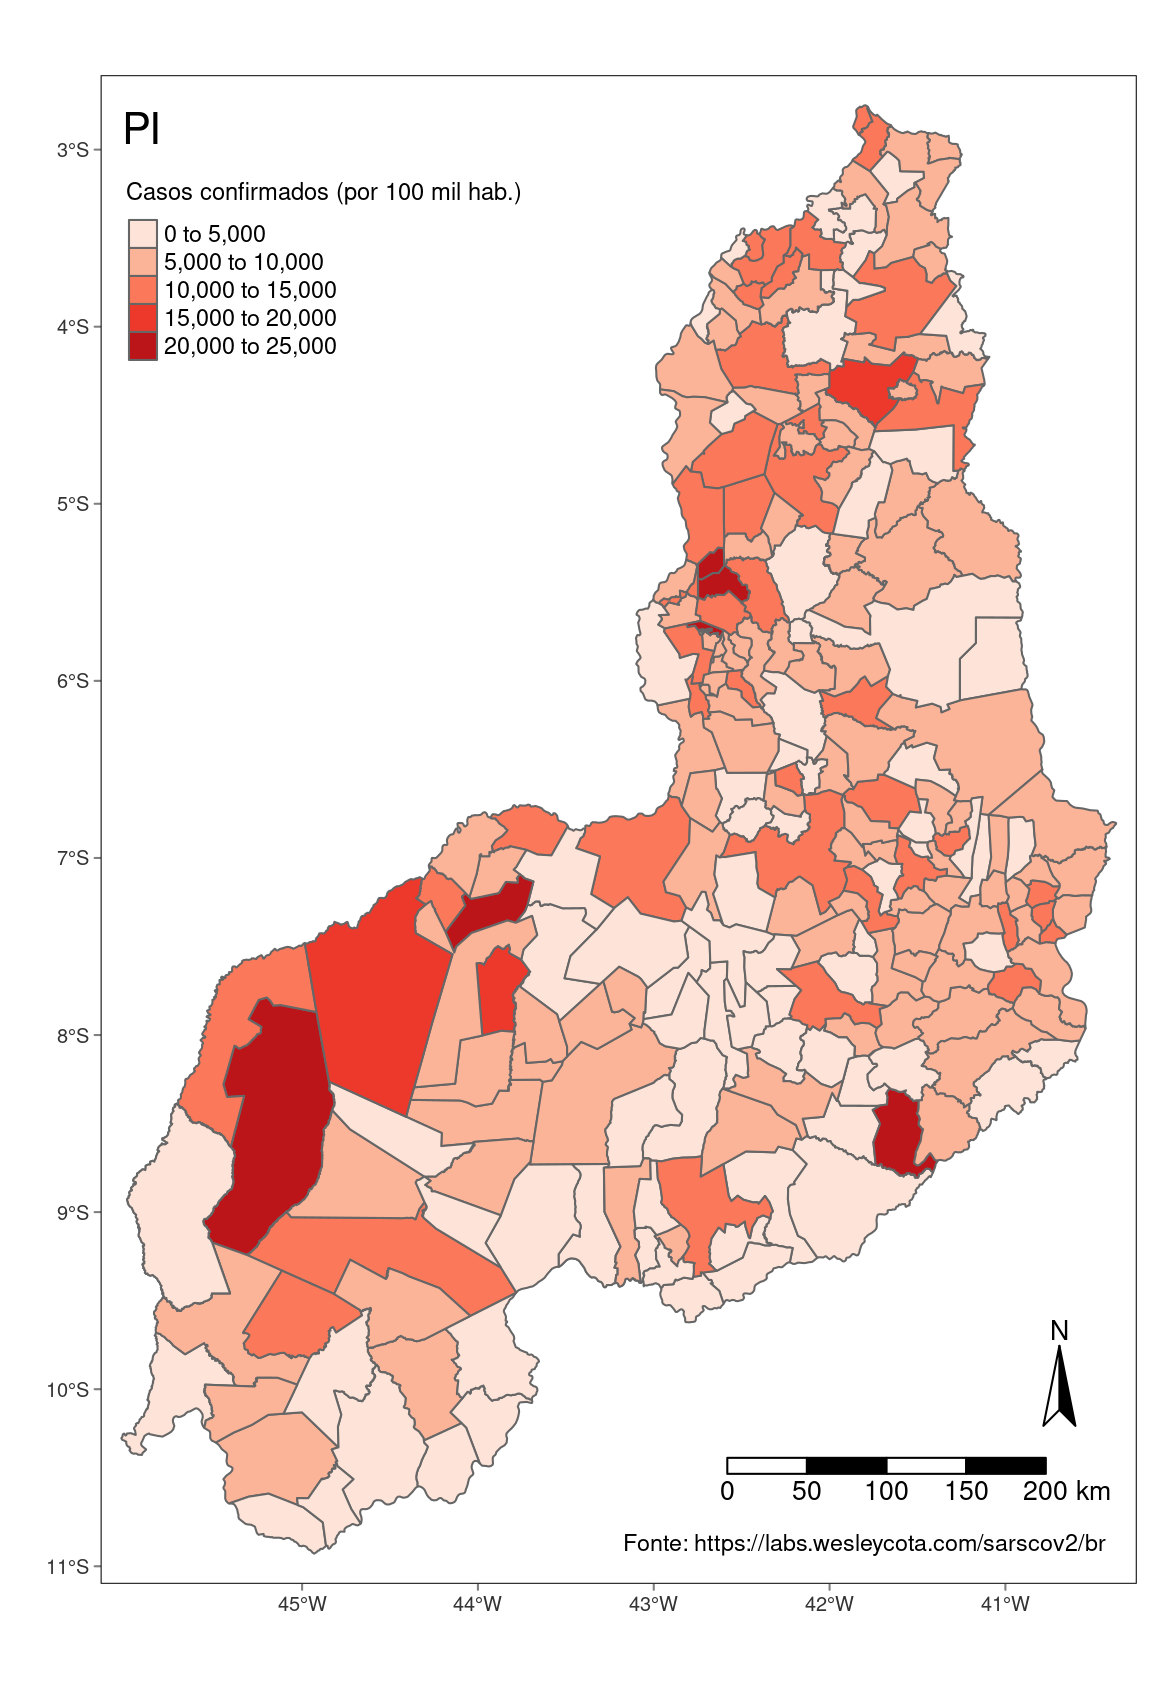 PI
Casos confirmados (por 100 mil hab.)
0 to 5,000
5,000 to 10,000
10,000 to 15,000
15,000 to 20,000
20,000 to 25,000
3°S
4°S
5°S
6°S
7°S
8°S
9°S
10°S
11°S
N
0 50 100 150 200 km
Fonte: https://labs.wesleycota.com/sarscov2/br
45°W 44°W 43°W 42°W 41°W